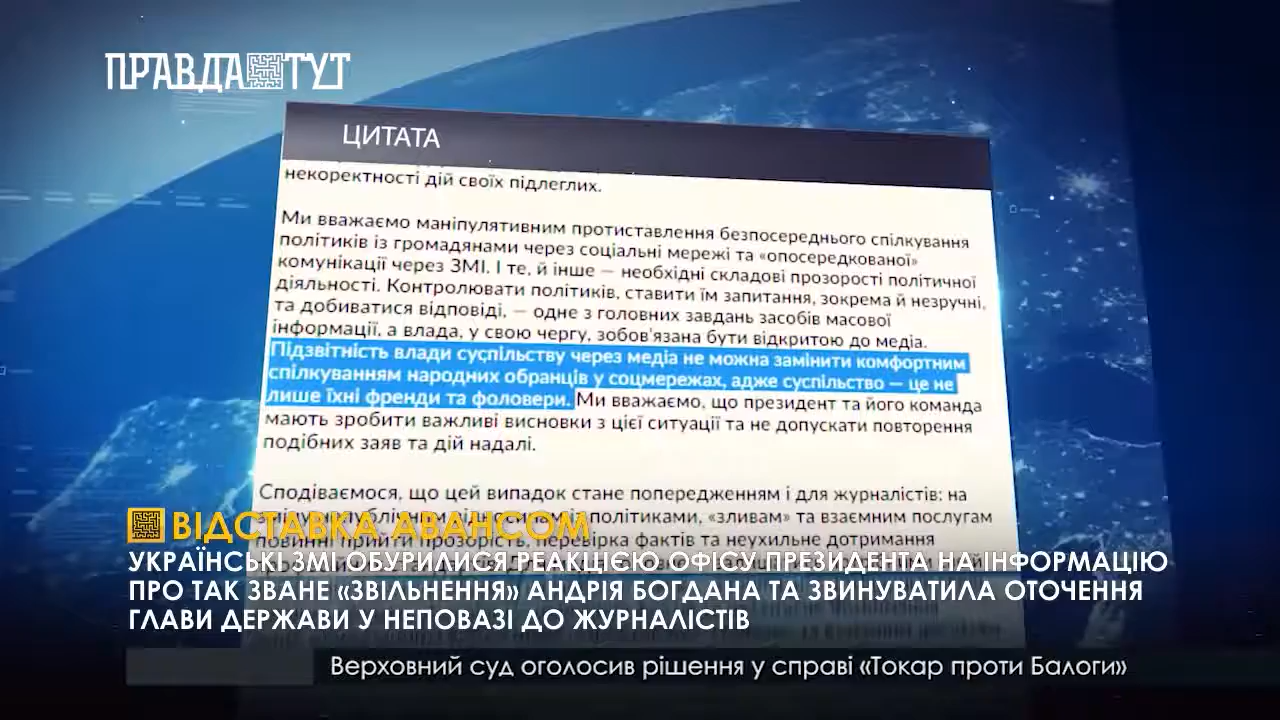 ПРАВДА ТУТ
ЦИТАТА
некоректності дій своїх підлеглих.
Ми вважаємо маніпулятивним протиставлення безпосереднього спілкування
політиків із громадянами через соціальні мережі та «опосередкованої»
комунікації через ЗМІ. І те, й інше — необхідні складові прозорості політичної
діяльності. Контролювати політиків, ставити їм запитання, зокрема й незручні,
та добиватися відповіді, — одне з головних завдань засобів масової
інформації, а влада, у свою чергу, зобов'язана бути відкритою до медіа.
Підзвітність влади суспільству через медіа не можна замінити комфортним
спілкуванням народних обранців у соцмережах, адже суспільство — це не
лише їхні френди та фоловери. Ми вважаємо, що президент та його команда
мають зробити важливі висновки з цієї ситуації та не допускати повторення
подібних заяв та дій надалі.
Сподіваємося, що цей випадок стане попередженням і для журналістів: на
політиками, «зливам» та взаємним послугам
прийти прозорість, перевірка фактів та неухильне дотримання
ВІДСТАВКА АВАНСОМ
УКРАЇНСЬКІ ЗМІ ОБУРИЛИСЯ РЕАКЦІЄЮ ОФІСУ ПРЕЗИДЕНТА НА ІНФОРМАЦІЮ
ПРО ТАК ЗВАНЕ «ЗВІЛЬНЕННЯ» АНДРІЯ БОГДАНА ТА ЗВИНУВАТИЛА ОТОЧЕННЯ
ГЛАВИ ДЕРЖАВИ У НЕПОВАЗІ ДО ЖУРНАЛІСТІВ
Верховний суд оголосив рішення у справі «Токар проти Балоги»